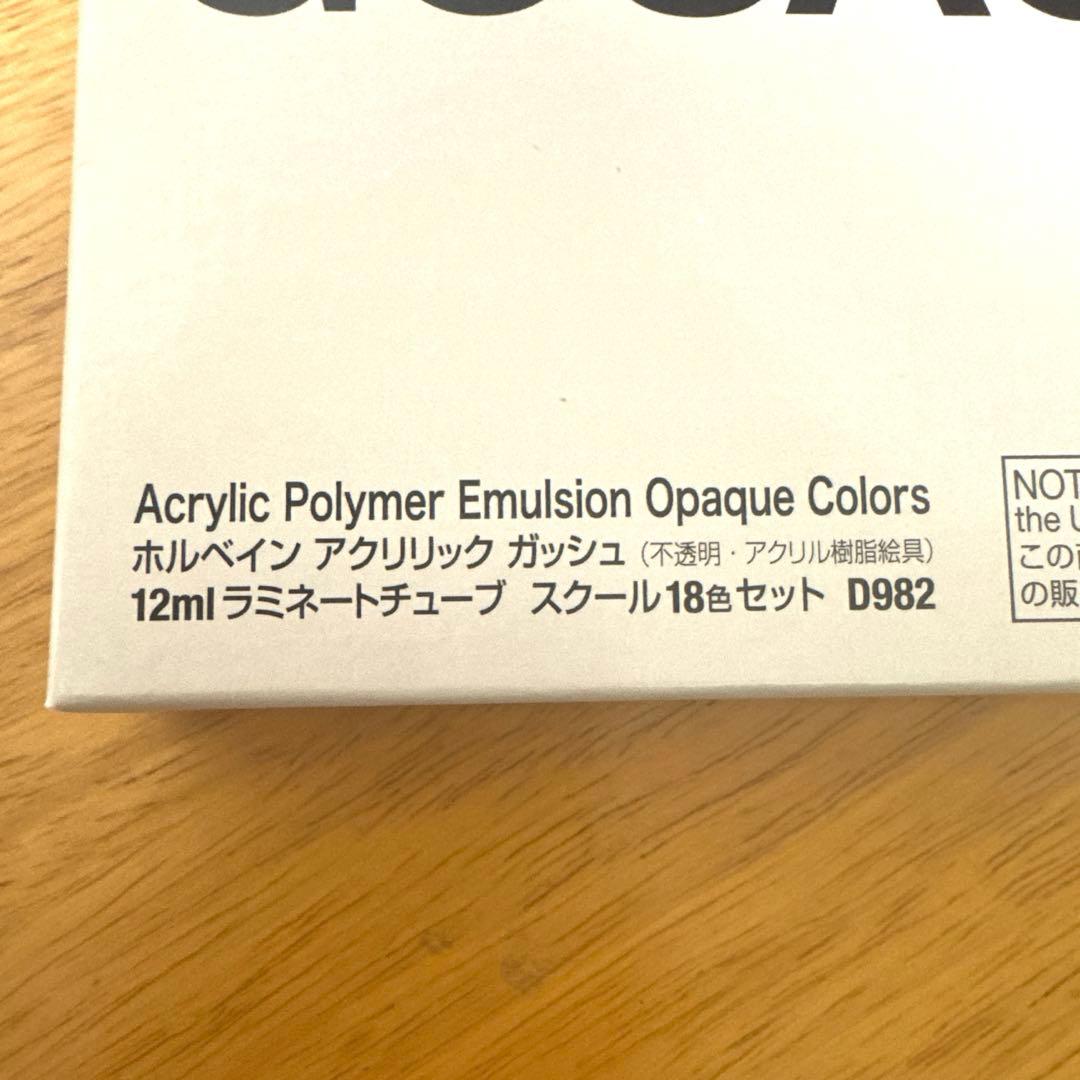 Acrylic Polymer Emulsion Opaque Colors
ホルベイン アクリリック ガッシュ（不透明・アクリル樹脂絵具）
12mlラミネートチューブ スクール18色セット D982
NOT
the U
この
の販